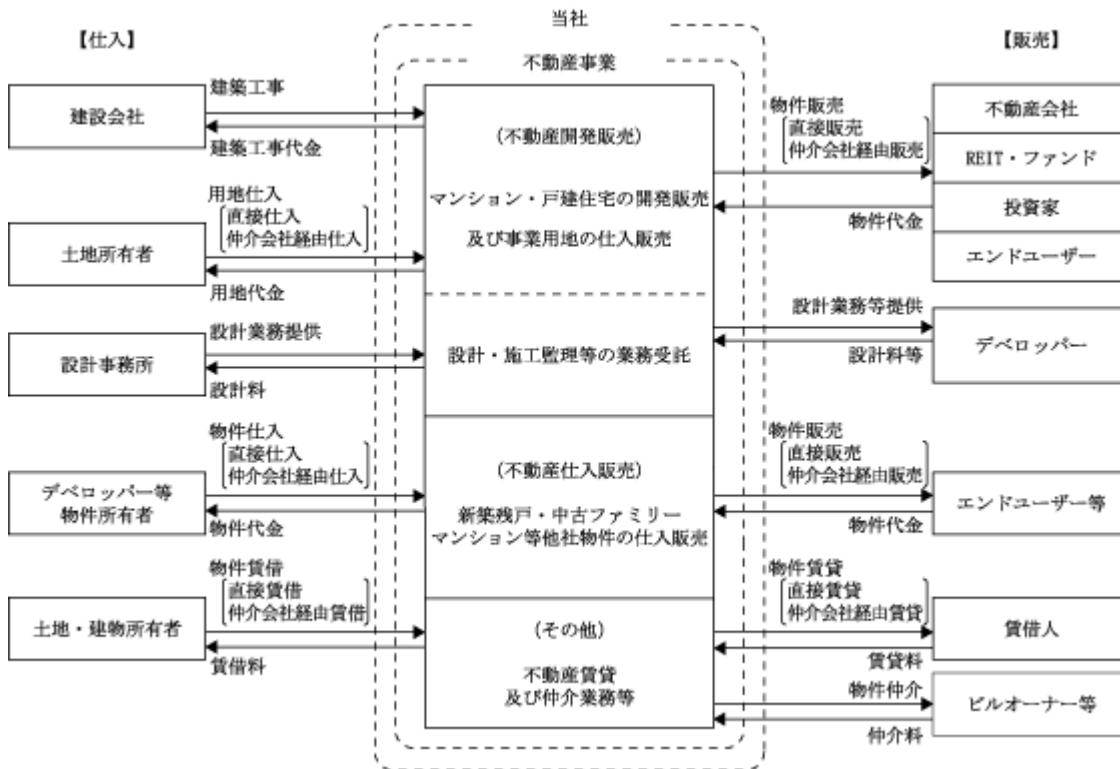 当社
【仕入】
【販売】
不動産事業
建設会社
建築工事
建築工事代金
用地仕入
直接仕入
仲介会社経由仕入
土地所有者
用地代金
設計業務提供
設計事務所
設計料
物件仕入
直接仕入
仲介会社経由仕入
デベロッパー等
物件所有者
物件代金
物件賃借
直接賃借
仲介会社経由賃借
土地・建物所有者
賃借料
(不動産開発販売)
マンション・戸建住宅の開発販売
及び事業用地の仕入販売
設計・施工監理等の業務受託
(不動産仕入販売)
新築残戸・中古ファミリー
マンション等他社物件の仕入販売
(その他)
不動産賃貸
及び仲介業務等
物件販売
直接販売
仲介会社経由販売
物件代金
不動産会社
REIT・ファンド
投資家
エンドユーザー
設計業務等提供
設計料等
デベロッパー
物件販売
直接販売
仲介会社経由販売
物件代金
エンドユーザー等
物件賃貸
直接賃貸
仲介会社経由賃貸
賃貸料
賃借人
物件仲介
仲介料
ビルオーナー等